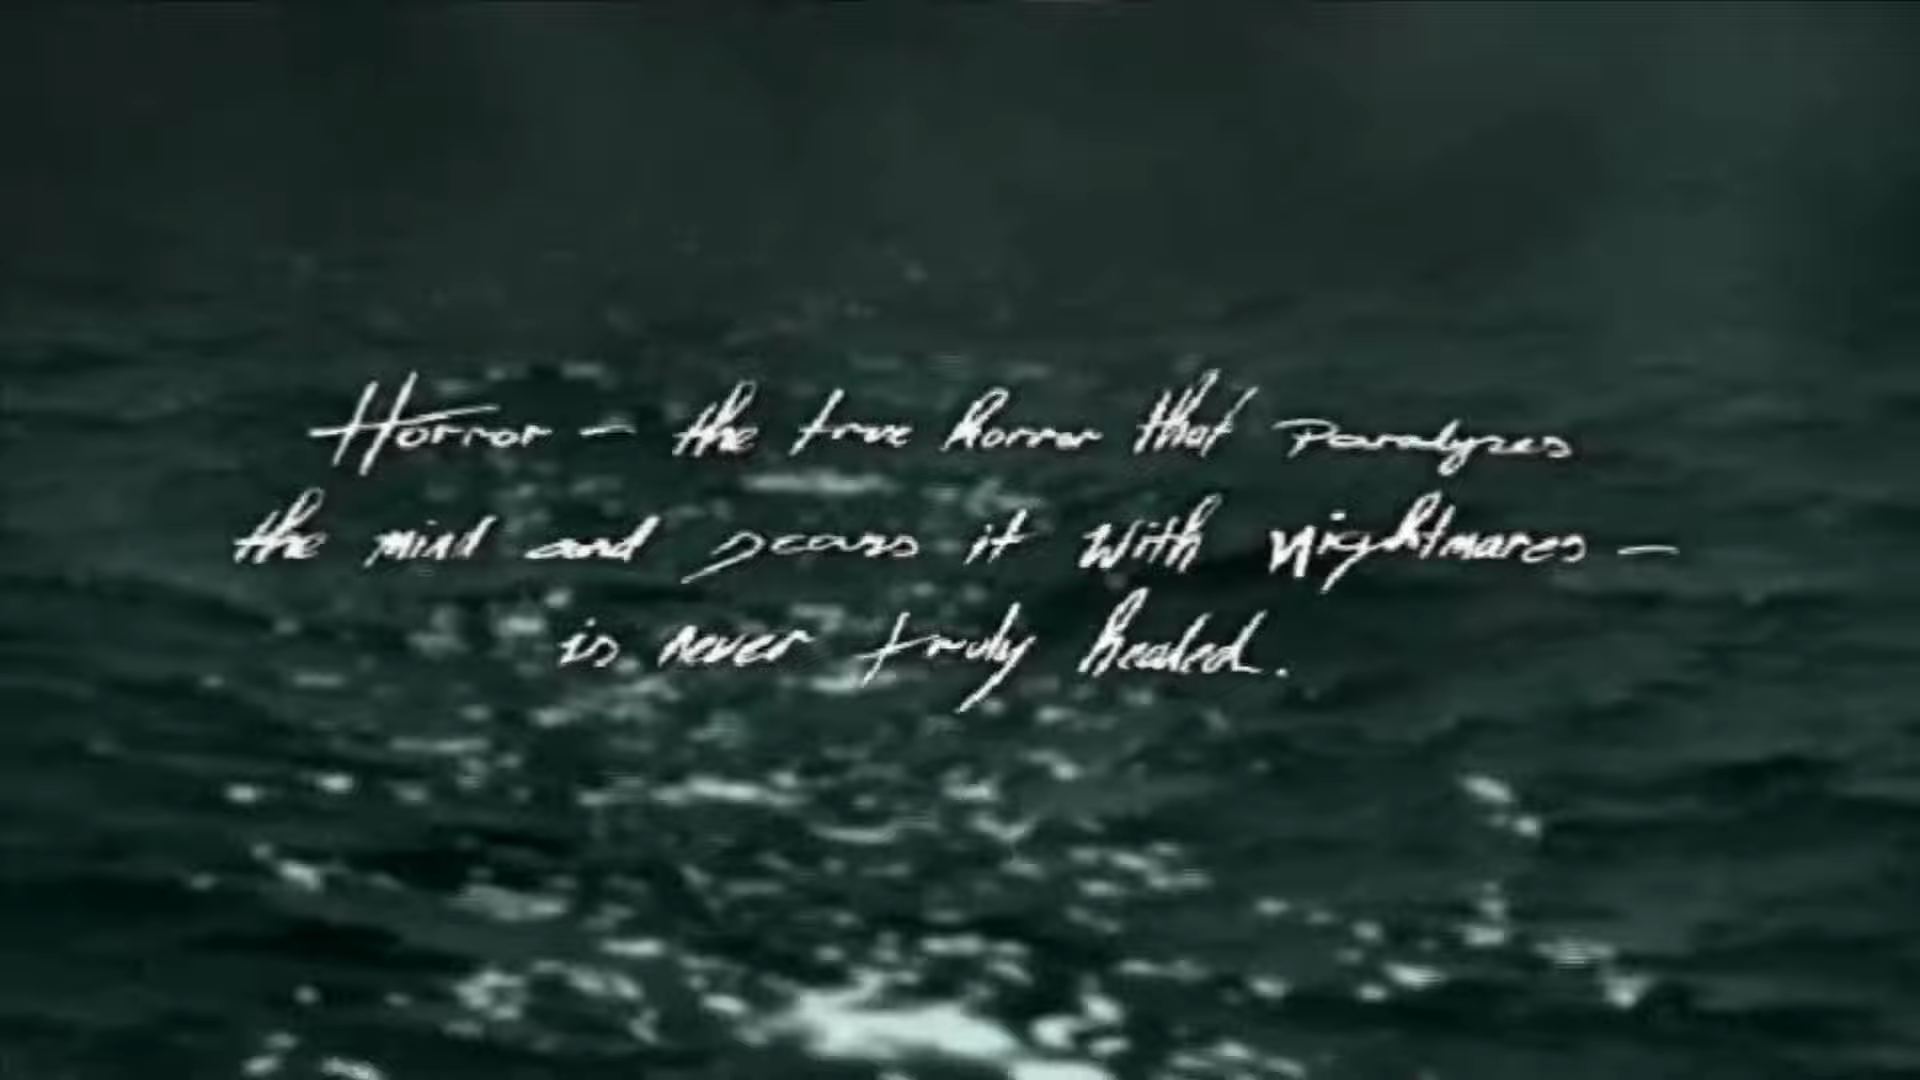 Horror - the true horror that paralyzes
the mind and scars it with nightmares -
is never truly healed.